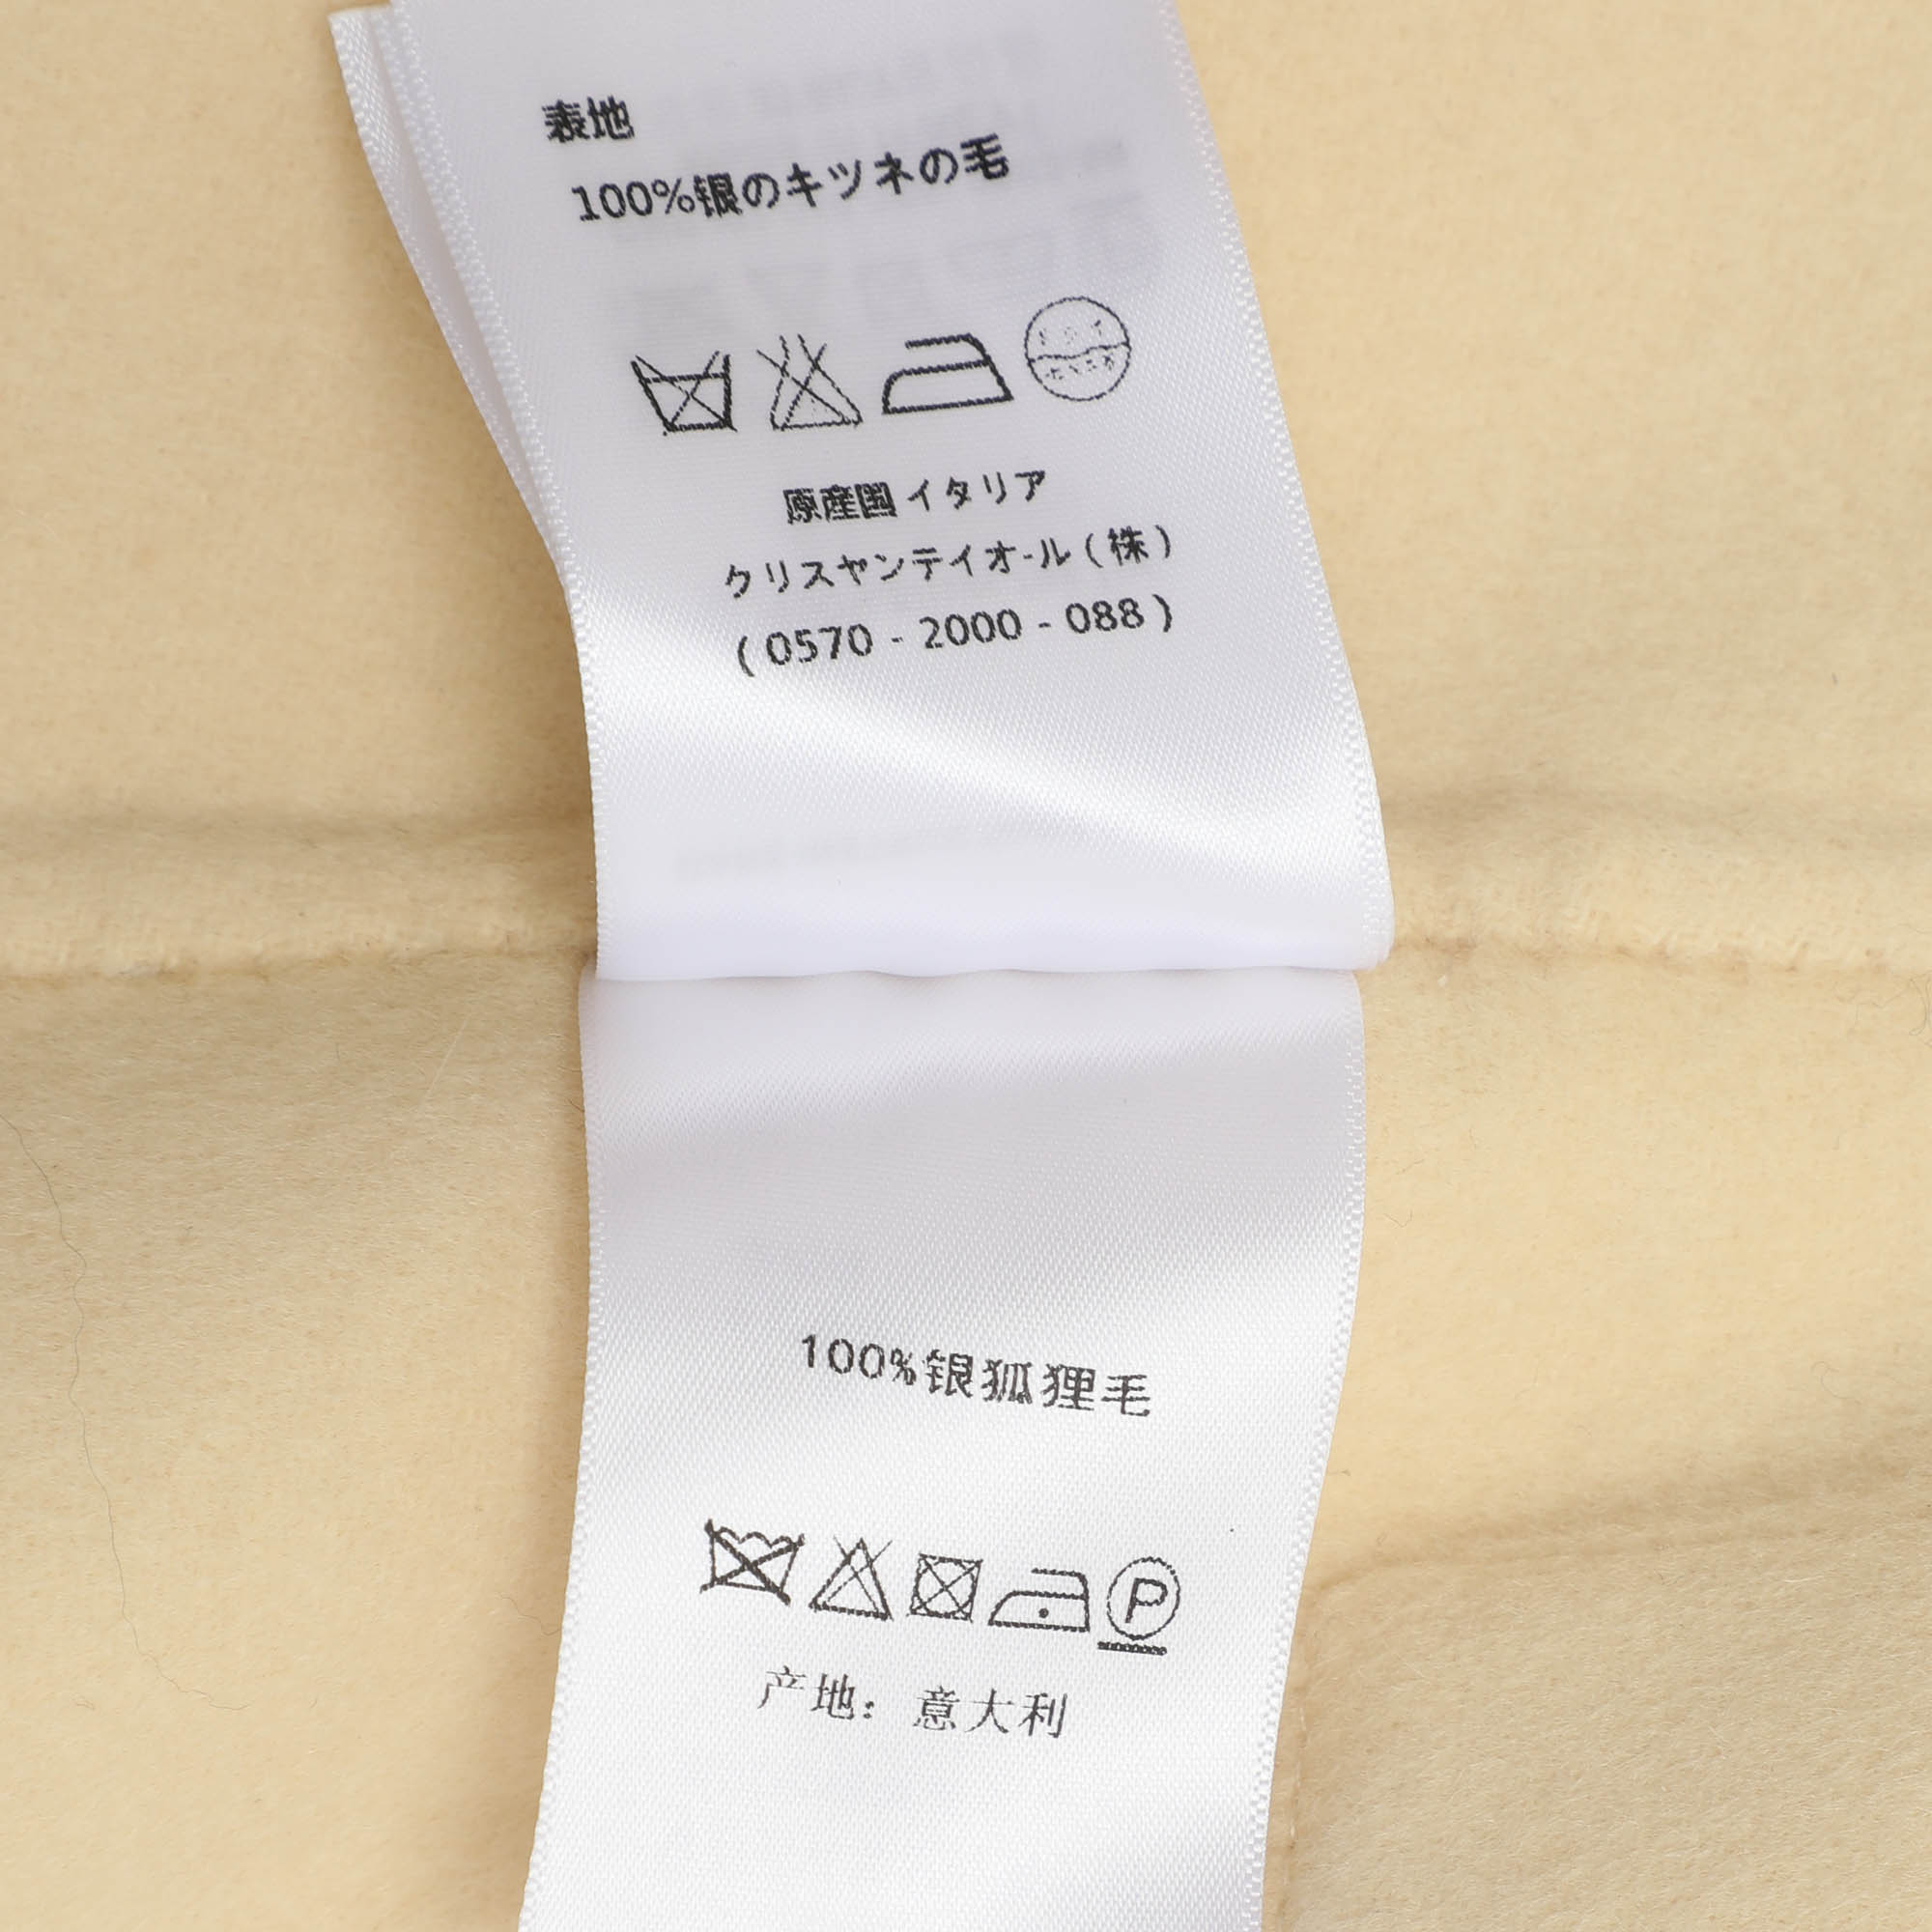 表地
100%银のキツネの毛
原産国イタリア
クリスヤンテイオ-ル(株)
(0570-2000-088)
100%银狐狸毛
P
产地：意大利